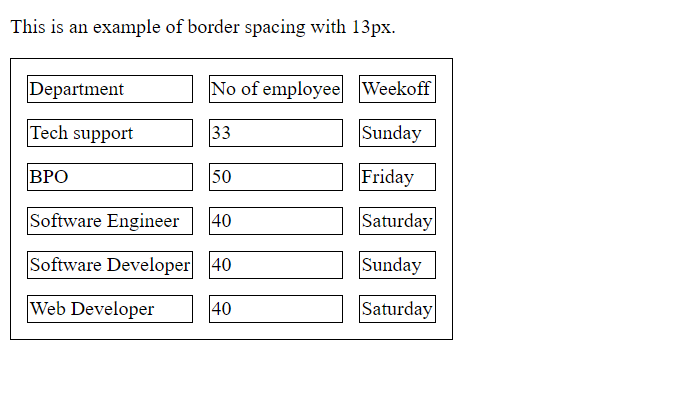 This is an example of border spacing with 13px.
Department No of employee Weekoff
Tech support 33 Sunday
BPO 50 Friday
Software Engineer 40 Saturday
Software Developer 40 Sunday
Web Developer 40 Saturday